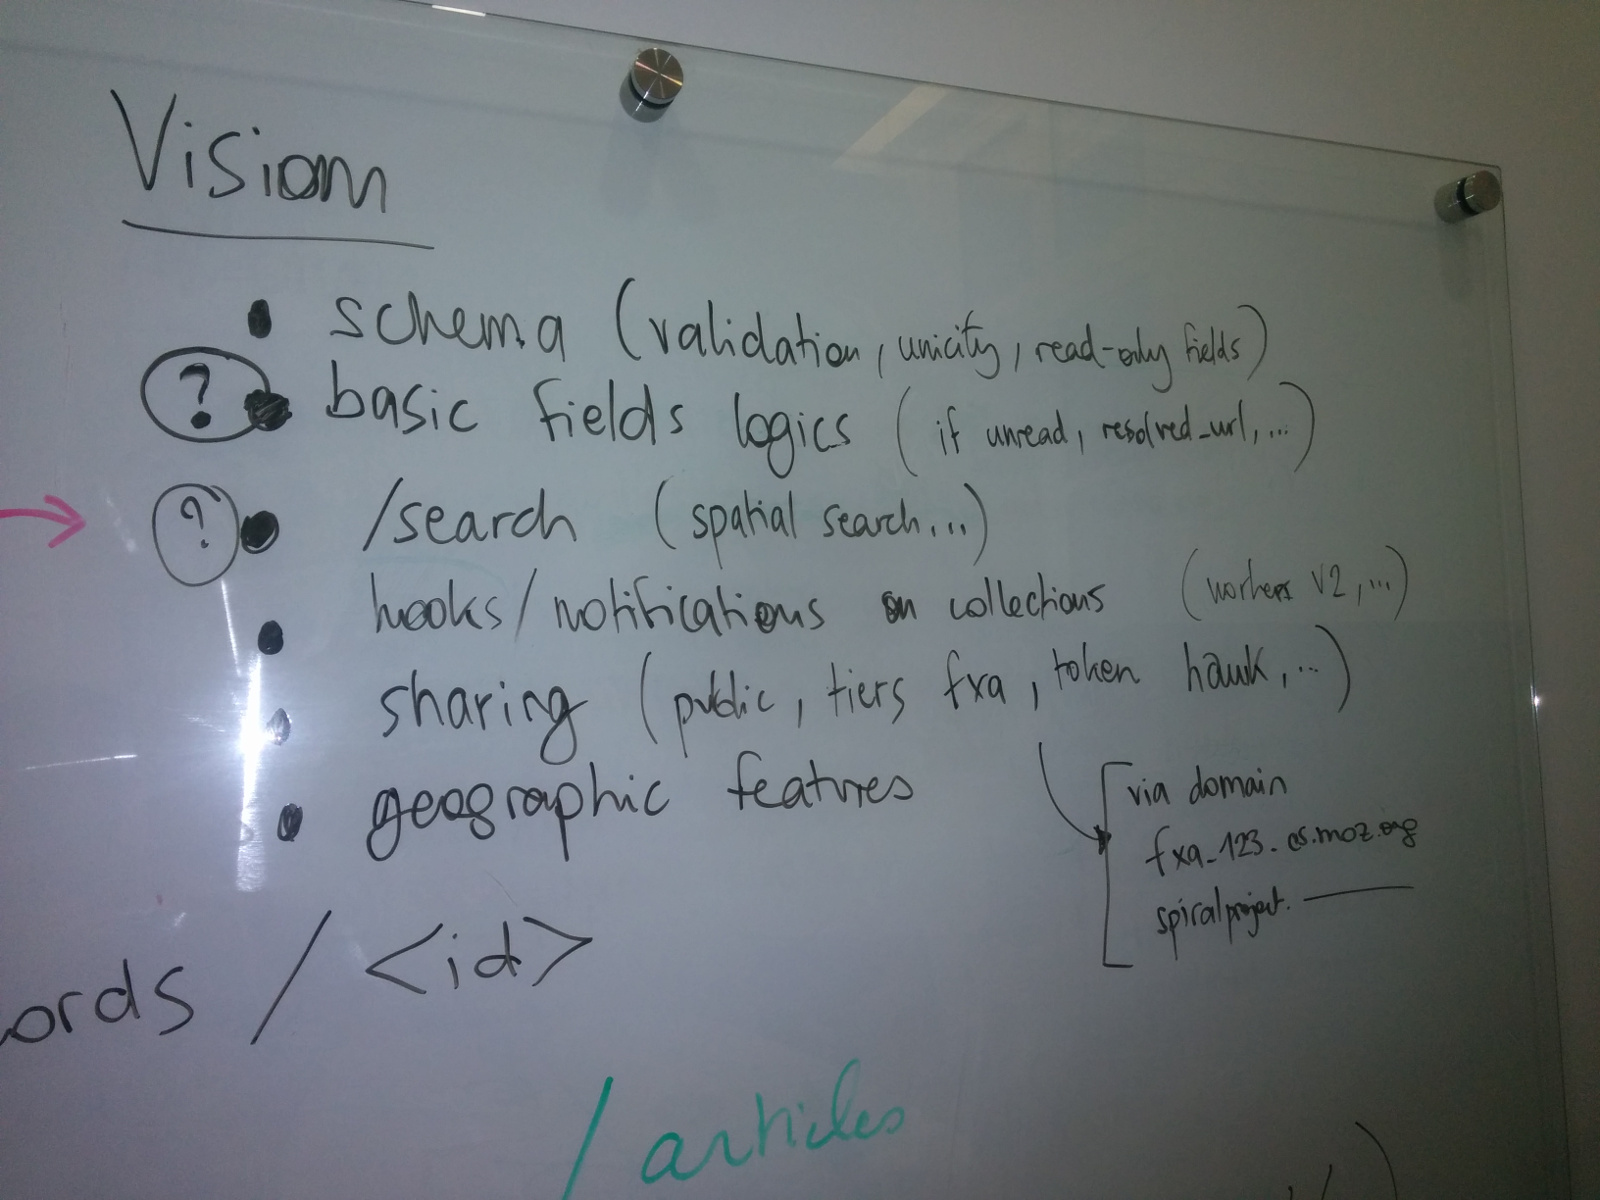 Vision
• schema (validation, unicity, read-only fields)
? • basic fields logics (if unread, resolved_url, ...)
? • /search (spatial search...)
• hooks/notifications on collections (workers V2, ...)
• sharing (public, tiers fxa, token hawk, ...)
• geographic features
via domain
fxa_123.cs.moz.org
spiralproject.
ords / <id>
/articles